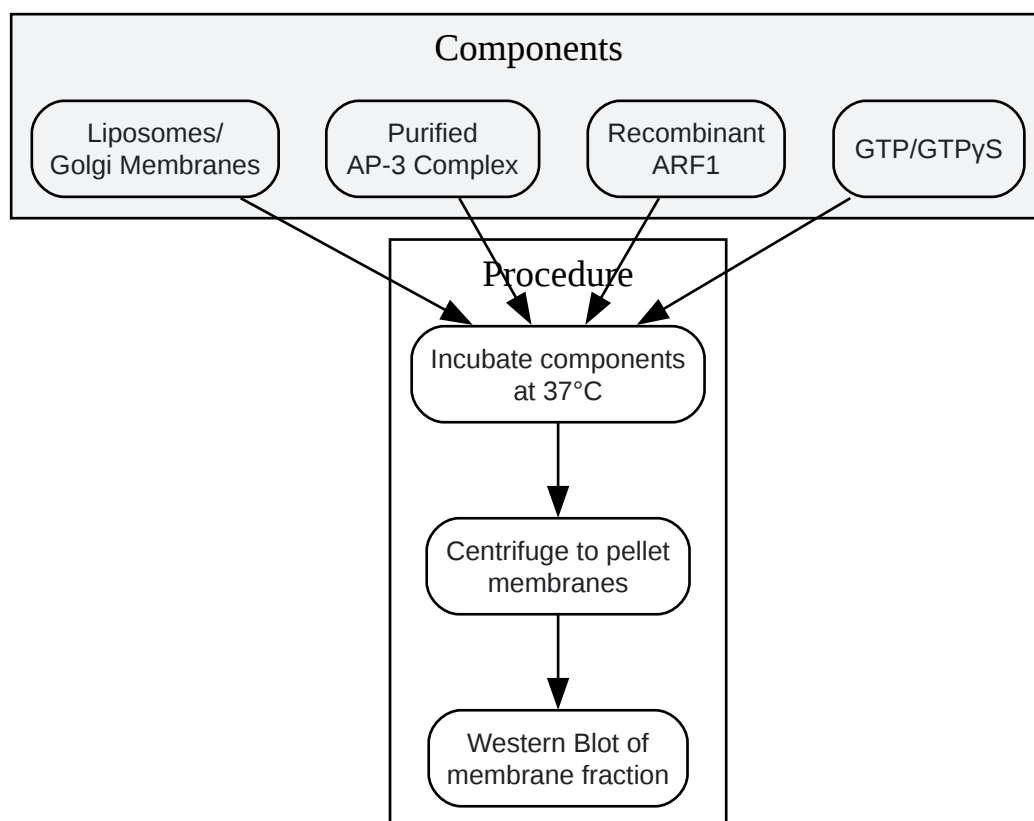 Components
Liposomes/
Golgi Membranes
Purified
AP-3 Complex
Recombinant
ARF1
GTP/GTPγS
Procedure
Incubate components
at 37°C
Centrifuge to pellet
membranes
Western Blot of
membrane fraction